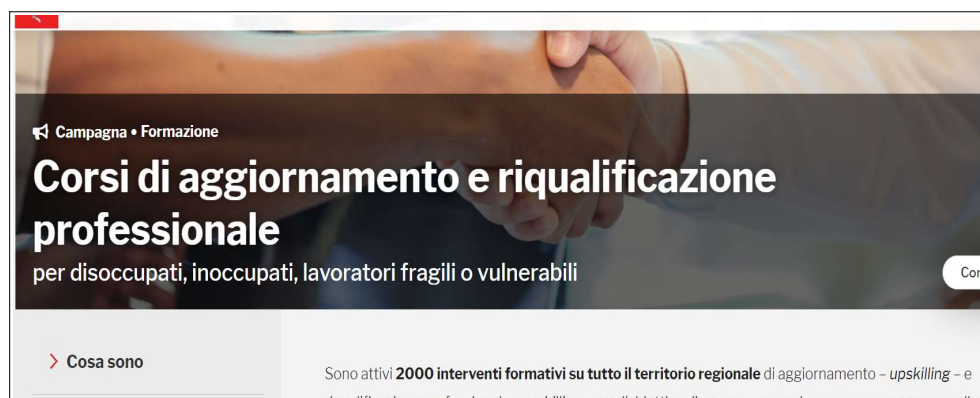 Campagna • Formazione
Corsi di aggiornamento e riqualificazione
professionale
per disoccupati, inoccupati, lavoratori fragili o vulnerabili
Cosa sono
Sono attivi 2000 interventi formativi su tutto il territorio regionale di aggiornamento – upskilling – e